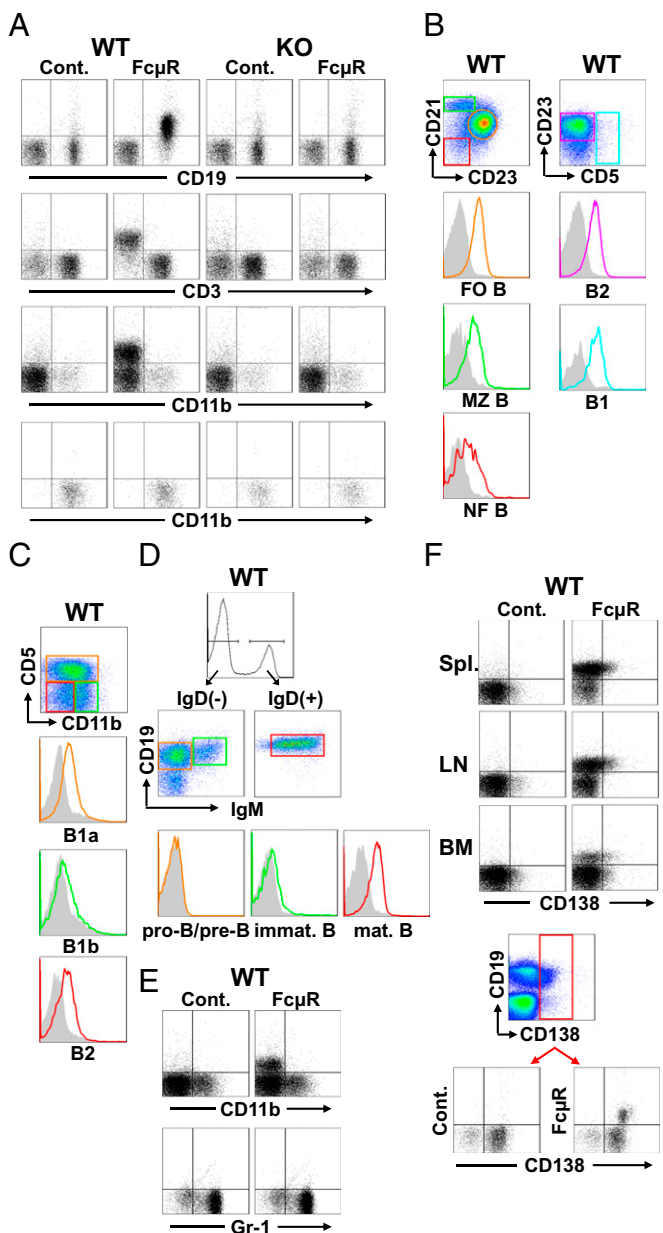 A
WT KO
Cont. FcµR Cont. FcµR
CD19
CD3
CD11b
CD11b
B
WT WT
CD21
CD23
CD23
CD5
FO B
B2
MZ B
B1
NF B
C
WT
CD5
CD11b
B1a
B1b
B2
D
WT
IgD(-) IgD(+)
CD19
IgM
pro-B/pre-B immat. B mat. B
E
WT
Cont. FcµR
CD11b
Gr-1
F
WT
Cont. FcµR
Spl.
LN
BM
CD138
CD19
CD138
Cont.
FcµR
CD138